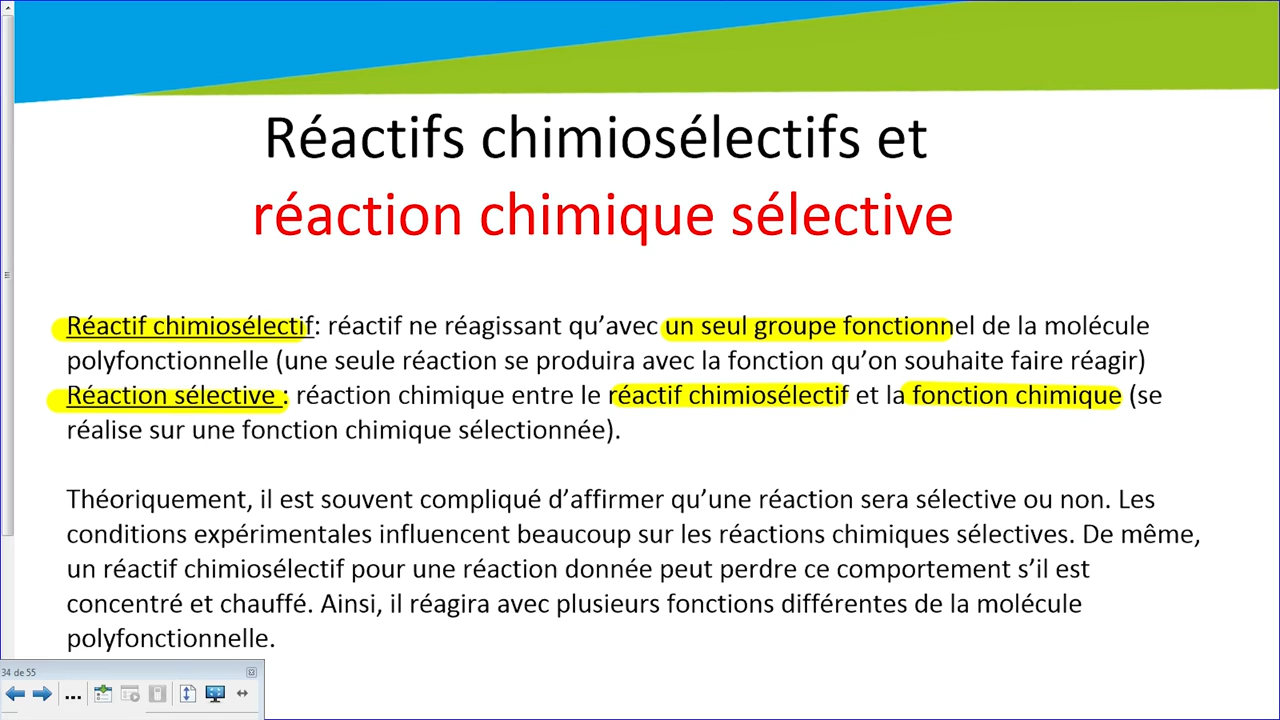 Réactifs chimiosélectifs et
réaction chimique sélective
Réactif chimiosélectif: réactif ne réagissant qu’avec un seul groupe fonctionnel de la molécule
polyfonctionnelle (une seule réaction se produira avec la fonction qu’on souhaite faire réagir)
Réaction sélective : réaction chimique entre le réactif chimiosélectif et la fonction chimique (se
réalise sur une fonction chimique sélectionnée).
Théoriquement, il est souvent compliqué d’affirmer qu’une réaction sera sélective ou non. Les
conditions expérimentales influencent beaucoup sur les réactions chimiques sélectives. De même,
un réactif chimiosélectif pour une réaction donnée peut perdre ce comportement s’il est
concentré et chauffé. Ainsi, il réagira avec plusieurs fonctions différentes de la molécule
polyfonctionnelle.
34 de 55